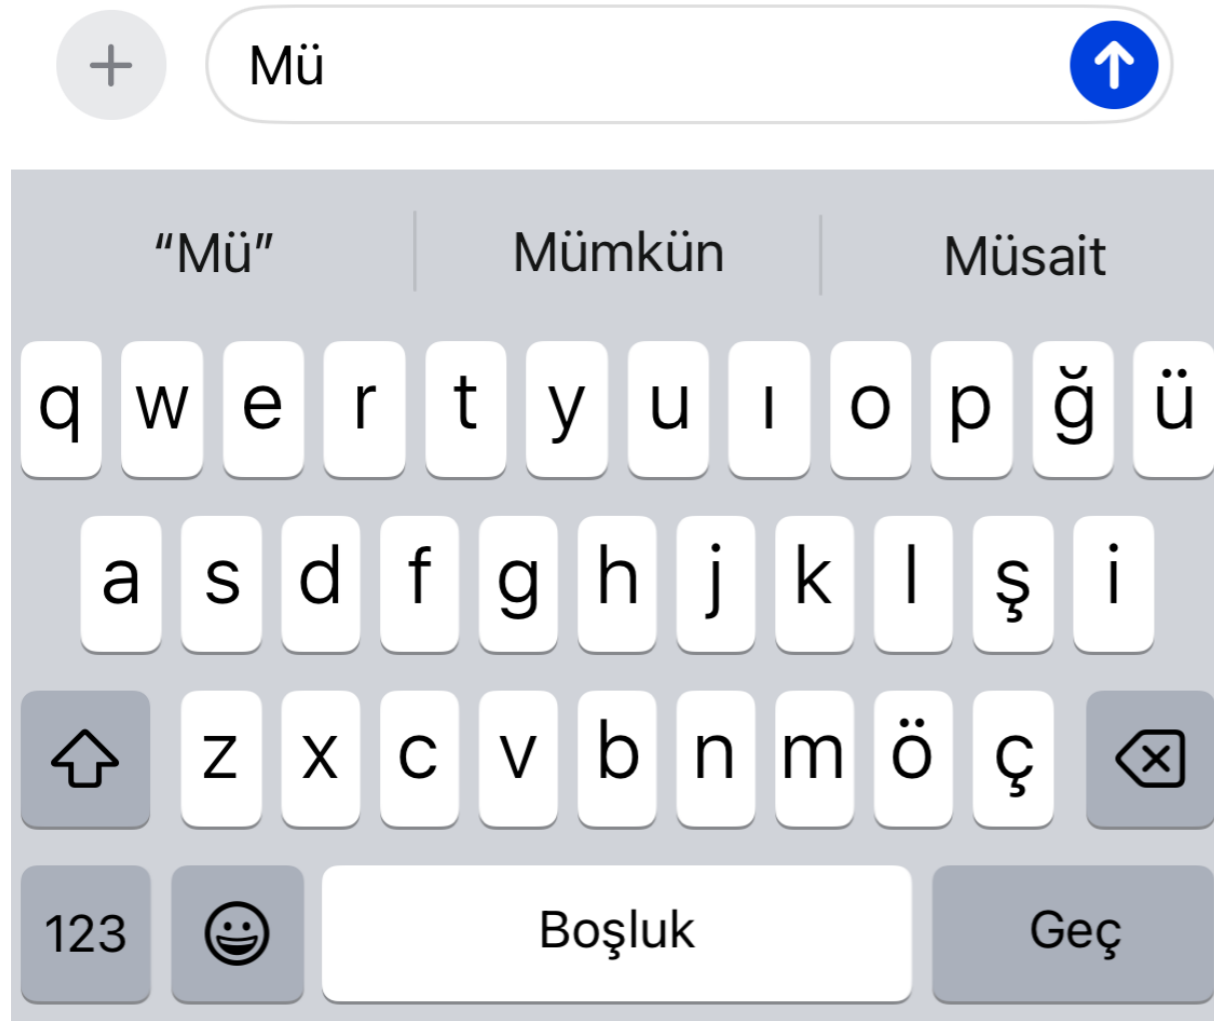 Mü
“Mü” Mümkün Müsait
q w e r t y u ı o p ğ ü
a s d f g h j k l ş i
z x c v b n m ö ç
123 Boşluk Geç